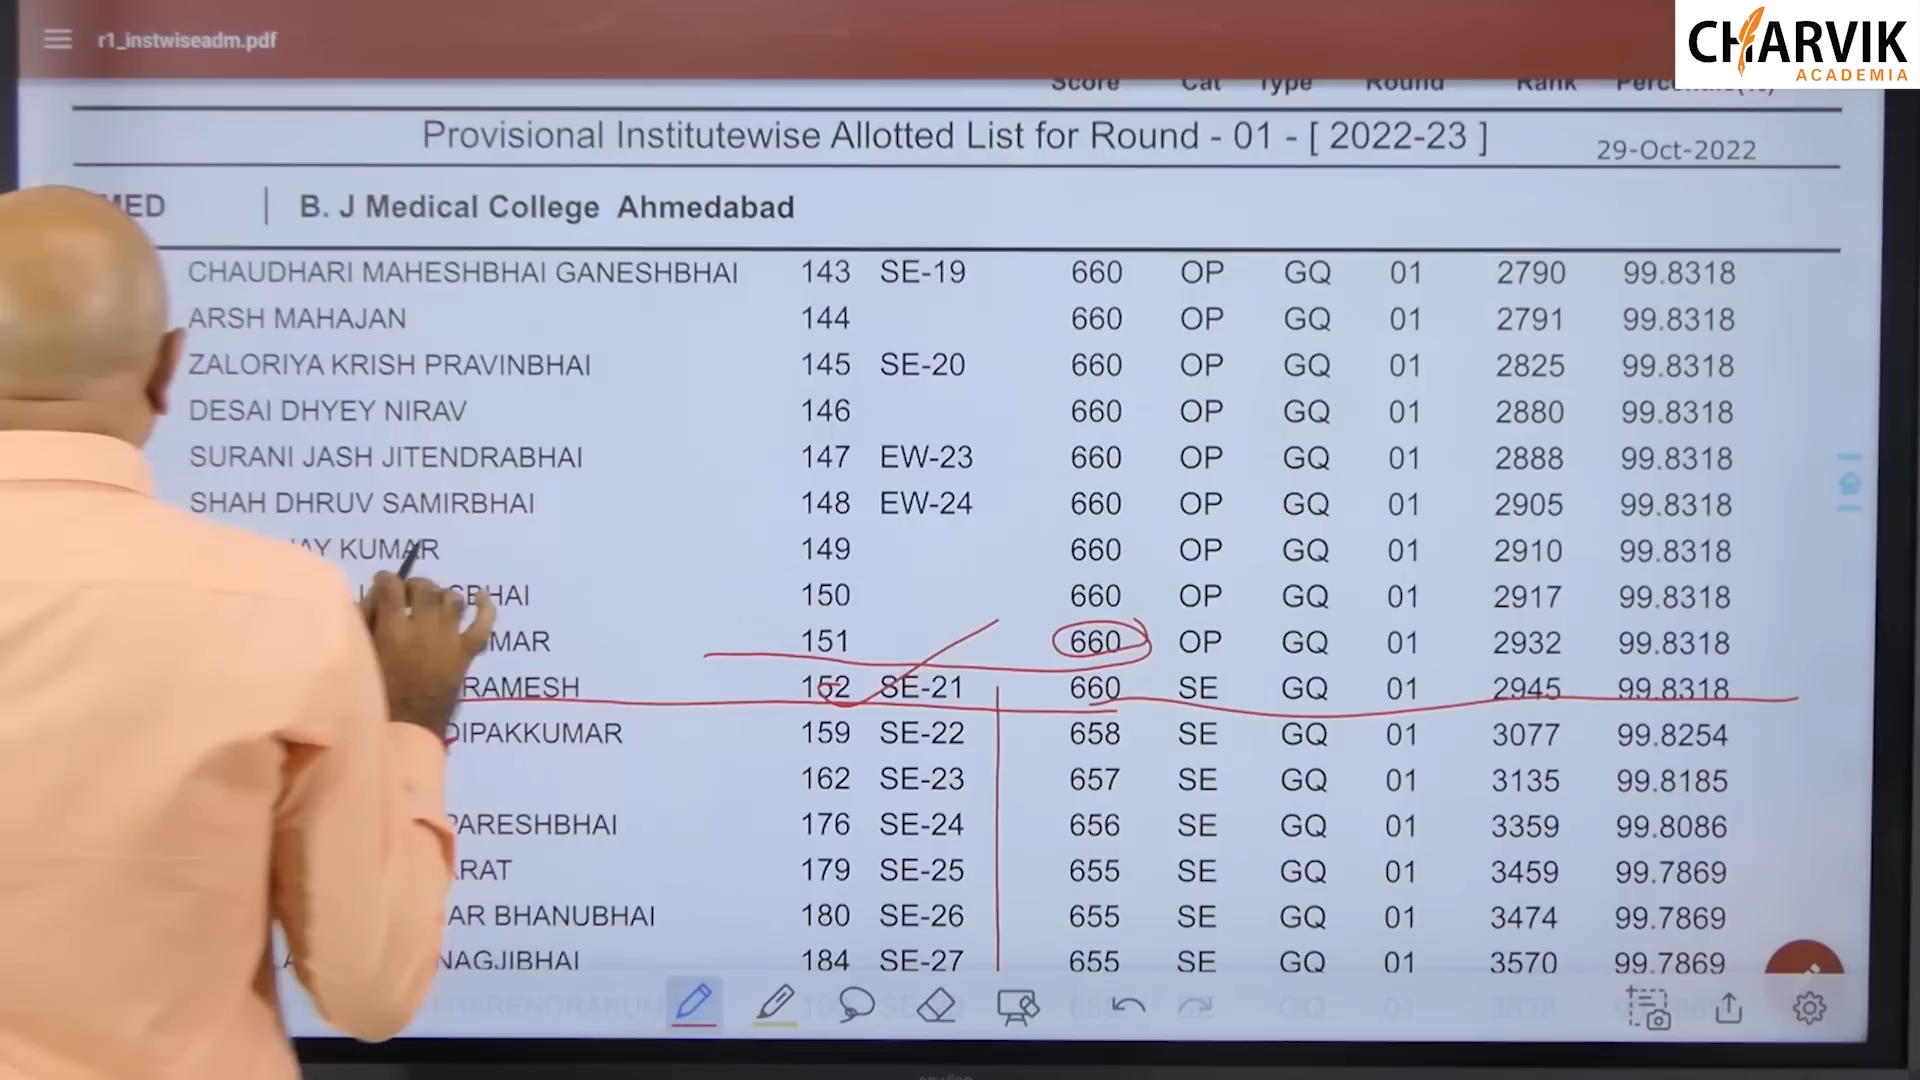 r1_instwiseadm.pdf
CHARVIK
ACADEMIA
Score Cat Type Round Rank
Provisional Institutewise Allotted List for Round - 01 - [ 2022-23 ]
29-Oct-2022
MED B. J Medical College Ahmedabad
CHAUDHARI MAHESHBHAI GANESHBHAI 143 SE-19 660 OP GQ 01 2790 99.8318
ARSH MAHAJAN 144 660 OP GQ 01 2791 99.8318
ZALORIYA KRISH PRAVINBHAI 145 SE-20 660 OP GQ 01 2825 99.8318
DESAI DHYEY NIRAV 146 660 OP GQ 01 2880 99.8318
SURANI JASH JITENDRABHAI 147 EW-23 660 OP GQ 01 2888 99.8318
SHAH DHRUV SAMIRBHAI 148 EW-24 660 OP GQ 01 2905 99.8318
KUMAR 149 660 OP GQ 01 2910 99.8318
150 660 OP GQ 01 2917 99.8318
151 660 OP GQ 01 2932 99.8318
RAMESH 152 SE-21 660 SE GQ 01 2945 99.8318
DIPAKKUMAR 159 SE-22 658 SE GQ 01 3077 99.8254
162 SE-23 657 SE GQ 01 3135 99.8185
PARESHBHAI 176 SE-24 656 SE GQ 01 3359 99.8086
179 SE-25 655 SE GQ 01 3459 99.7869
BHANUBHAI 180 SE-26 655 SE GQ 01 3474 99.7869
NAGJIBHAI 184 SE-27 655 SE GQ 01 3570 99.7869